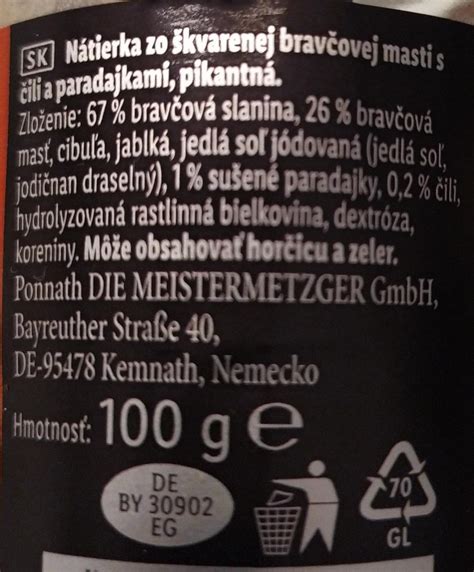 SK Nátierka zo škvarenej bravčovej masti s
čili a paradajkami, pikantná.
Zloženie: 67 % bravčová slanina, 26 % bravčová
masť, cibuľa, jablká, jedlá soľ jódovaná (jedlá soľ,
jodičnan draselný), 1 % sušené paradajky, 0,2 % čili,
hydrolyzovaná rastlinná bielkovina, dextróza,
koreniny. Môže obsahovať horčicu a zeler.
Ponnath DIE MEISTERMETZGER GmbH,
Bayreuther Straße 40,
DE-95478 Kemnath, Nemecko
Hmotnosť: 100 g e
DE
BY 30902
EG
70
GL